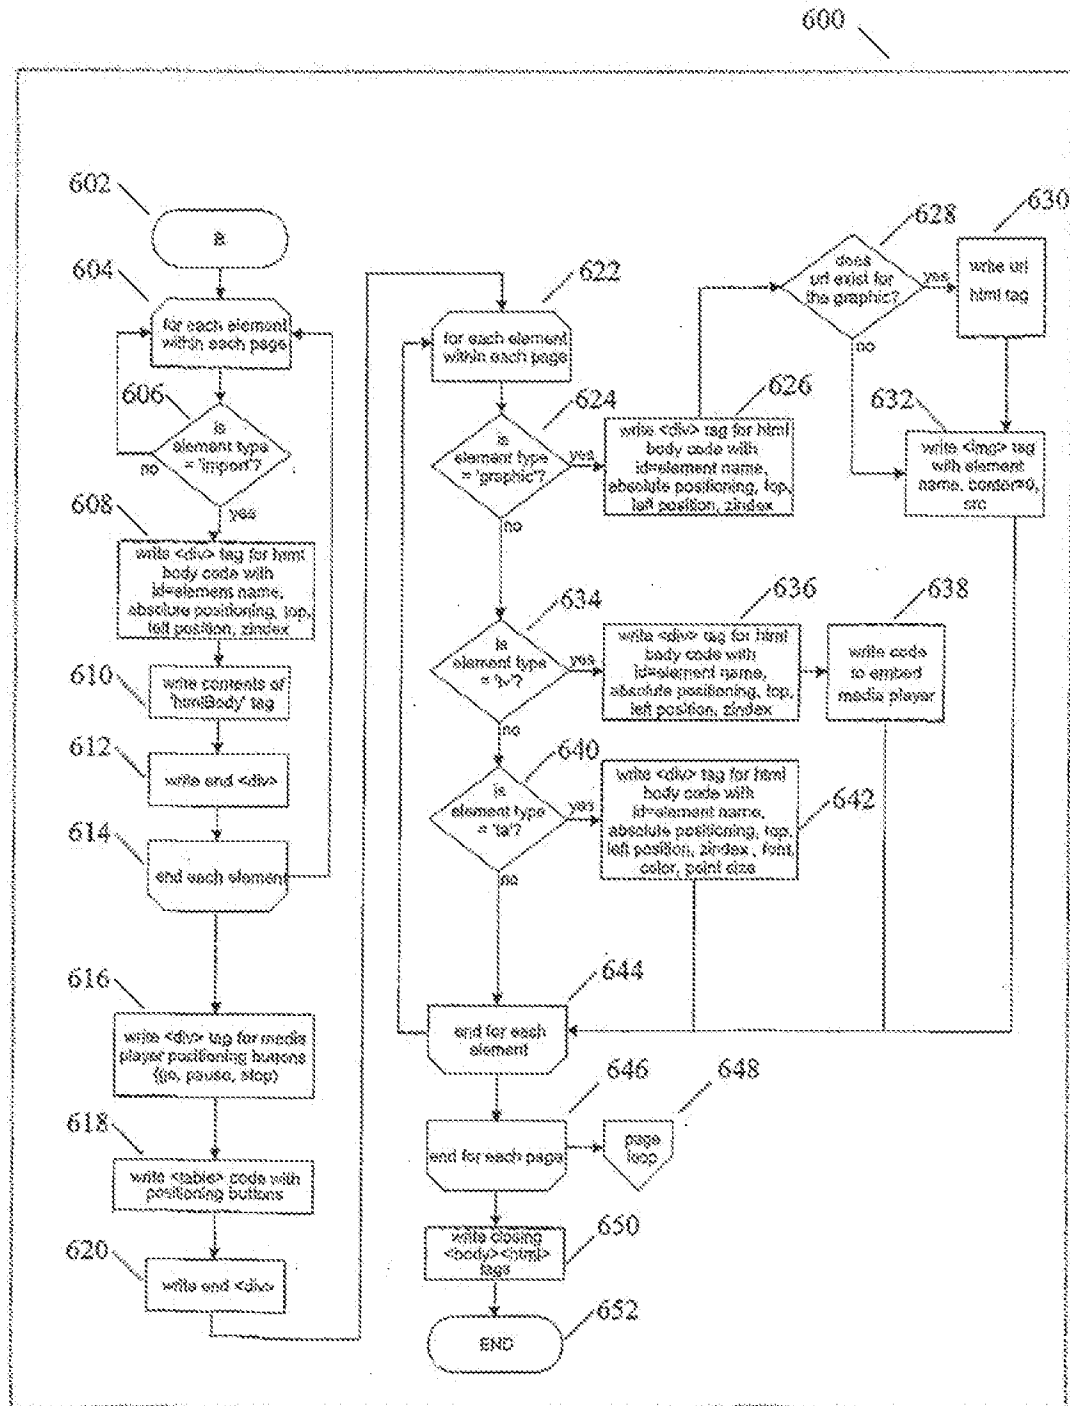 600
602
B
604
for each element
within each page
606
is
element type
= 'import'?
no
yes
608
write <div> tag for html
body code with
id=element name,
absolute positioning, top,
left position, zindex
610
write contents of
'htmlBody' tag
612
write end <div>
614
end each element
616
write <div> tag for media
player positioning buttons
(go, pause, stop)
618
write <table> code with
positioning buttons
620
write end <div>
622
for each element
within each page
624
is
element type
= 'graphic'?
yes
no
626
write <div> tag for html
body code with
id=element name,
absolute positioning, top,
left position, zindex
628
does
url exist for
the graphic?
yes
no
630
write url
html tag
632
write <img> tag
with element
name, border=0,
src
634
is
element type
yes
no
636
write <div> tag for html
body code with
id=element name,
absolute positioning, top,
left position, zindex
638
write code
to embed
media player
640
is
element type
yes
no
642
write <div> tag for html
body code with
id=element name,
absolute positioning, top,
left position, zindex , font,
color, point size
644
end for each
element
646
end for each page
648
page
loop
650
write closing
<body><html>
tags
652
END